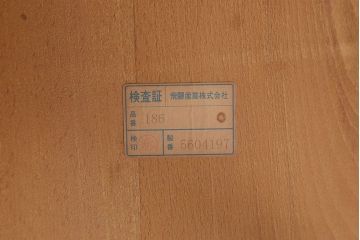 検査証 飛驒産業株式会社
品番 186
検印 製番 5604197